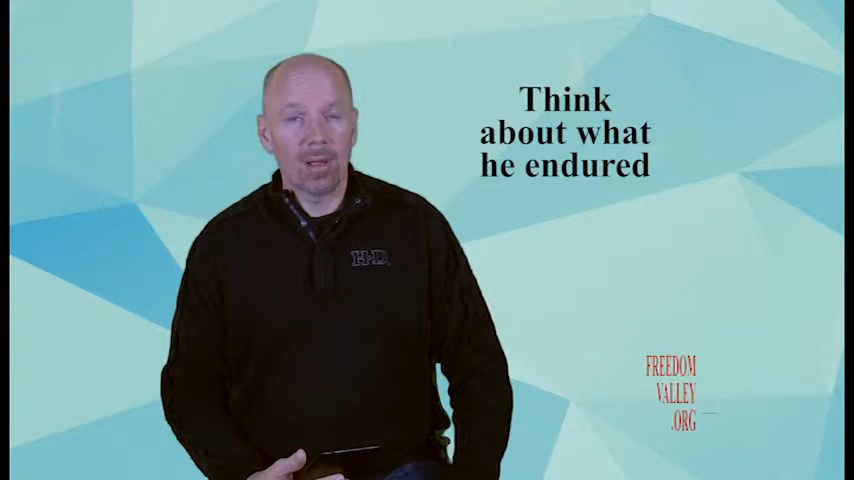 Think
about what
he endured
H-D
FREEDOM
VALLEY
.ORG